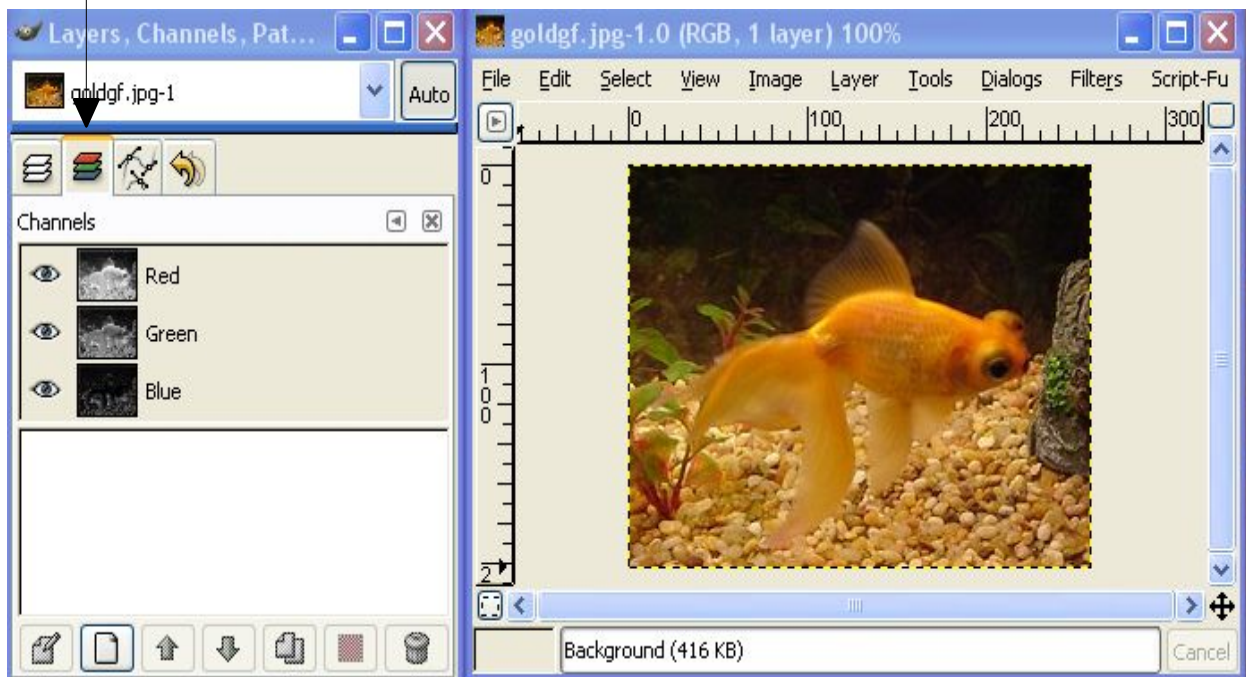 Layers, Channels, Pat...
goldgf.jpg-1
Auto
Channels
Red
Green
Blue
goldgf.jpg-1.0 (RGB, 1 layer) 100%
File Edit Select View Image Layer Tools Dialogs Filters Script-Fu
0 100 200 300
0
100
2
Background (416 KB)
Cancel